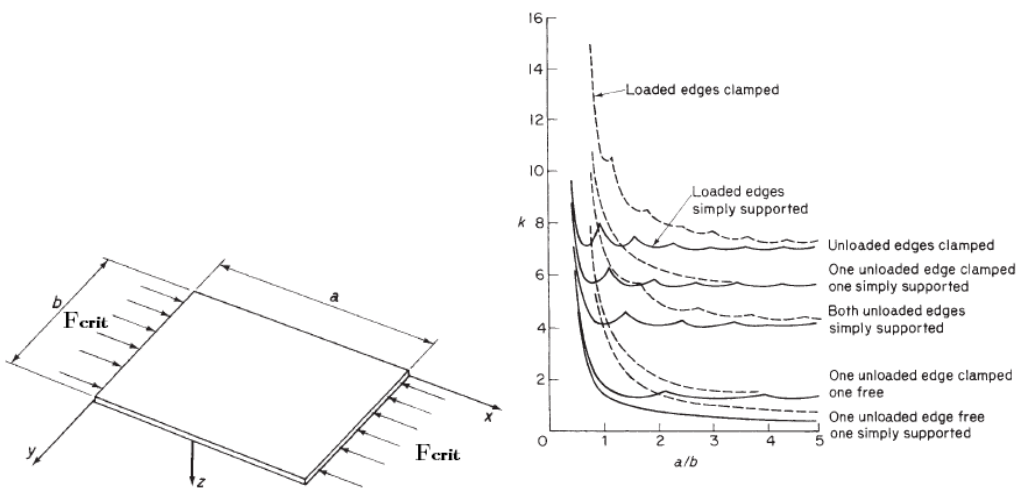 b
a
Fcrit
Fcrit
x
y
z
16
14
12
10
k
8
6
4
2
0
1
2
3
4
5
a/b
Loaded edges clamped
Loaded edges
simply supported
Unloaded edges clamped
One unloaded edge clamped
one simply supported
Both unloaded edges
simply supported
One unloaded edge clamped
one free
One unloaded edge free
one simply supported